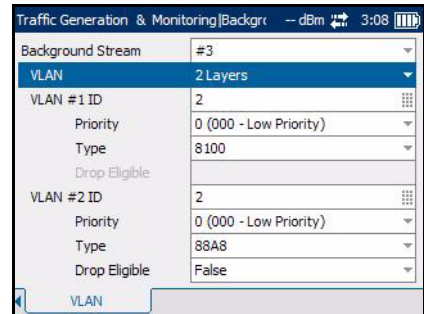 Traffic Generation & Monitoring|Backgr -- dBm 3:08
Background Stream #3
VLAN 2 Layers
VLAN #1 ID 2
Priority 0 (000 - Low Priority)
Type 8100
Drop Eligible
VLAN #2 ID 2
Priority 0 (000 - Low Priority)
Type 88A8
Drop Eligible False
VLAN